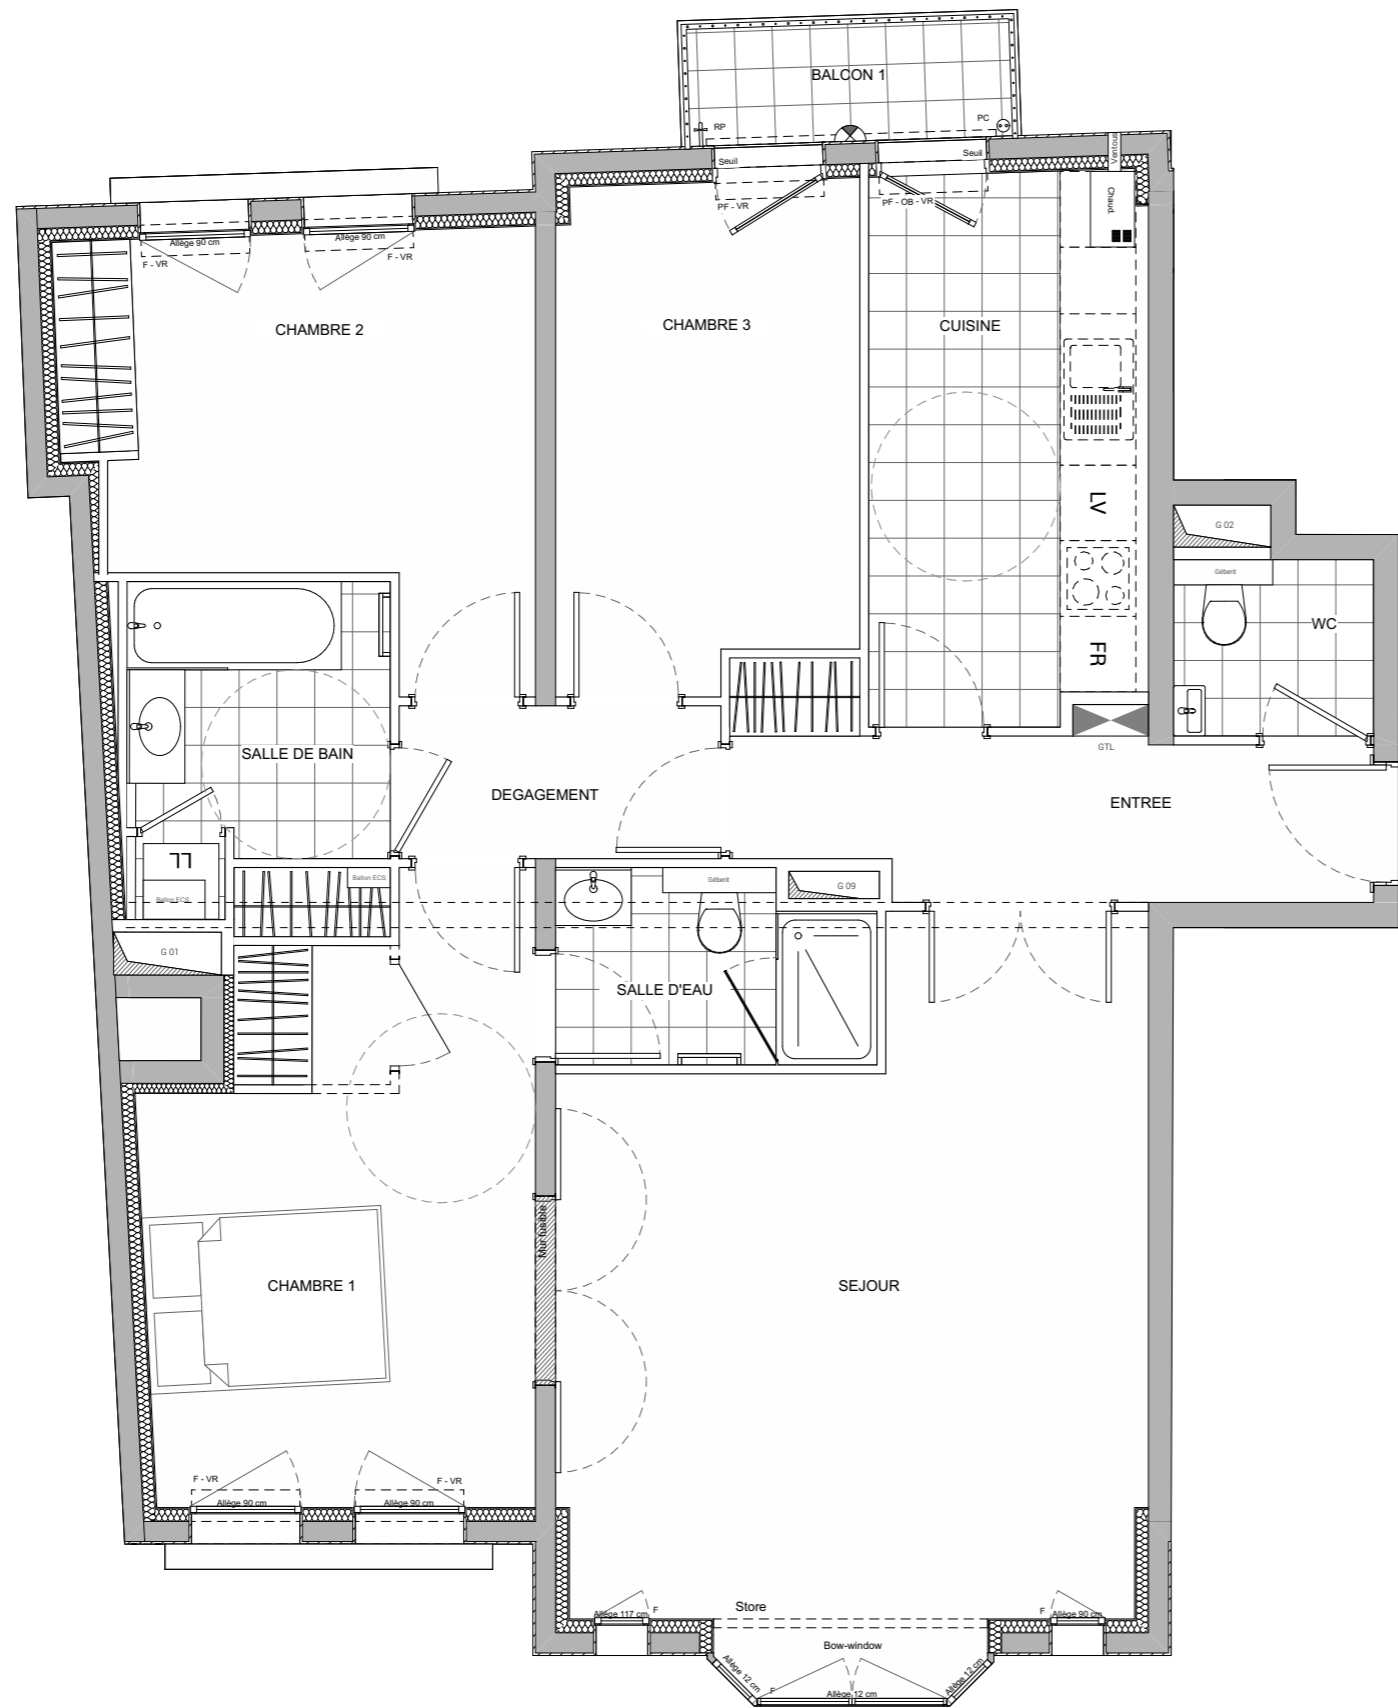 BALCON 1
RP
PC
Seuil
Seuil
Ventouse
PF - VR
PF - OB - VR
Chaud.
Allège 90 cm
Allège 90 cm
F - VR
F - VR
CHAMBRE 2
CHAMBRE 3
CUISINE
LV
G 02
Géberit
WC
FR
GTL
SALLE DE BAIN
DEGAGEMENT
ENTREE
LL
Ballon ECS
Ballon ECS
Géberit
G 09
G 01
SALLE D'EAU
Mur fusible
CHAMBRE 1
SEJOUR
F - VR
F - VR
Allège 90 cm
Allège 90 cm
Allège 117 cm
F
Store
F
Allège 90 cm
Bow-window
Allège 12 cm
F
Allège 12 cm
Allège 12 cm